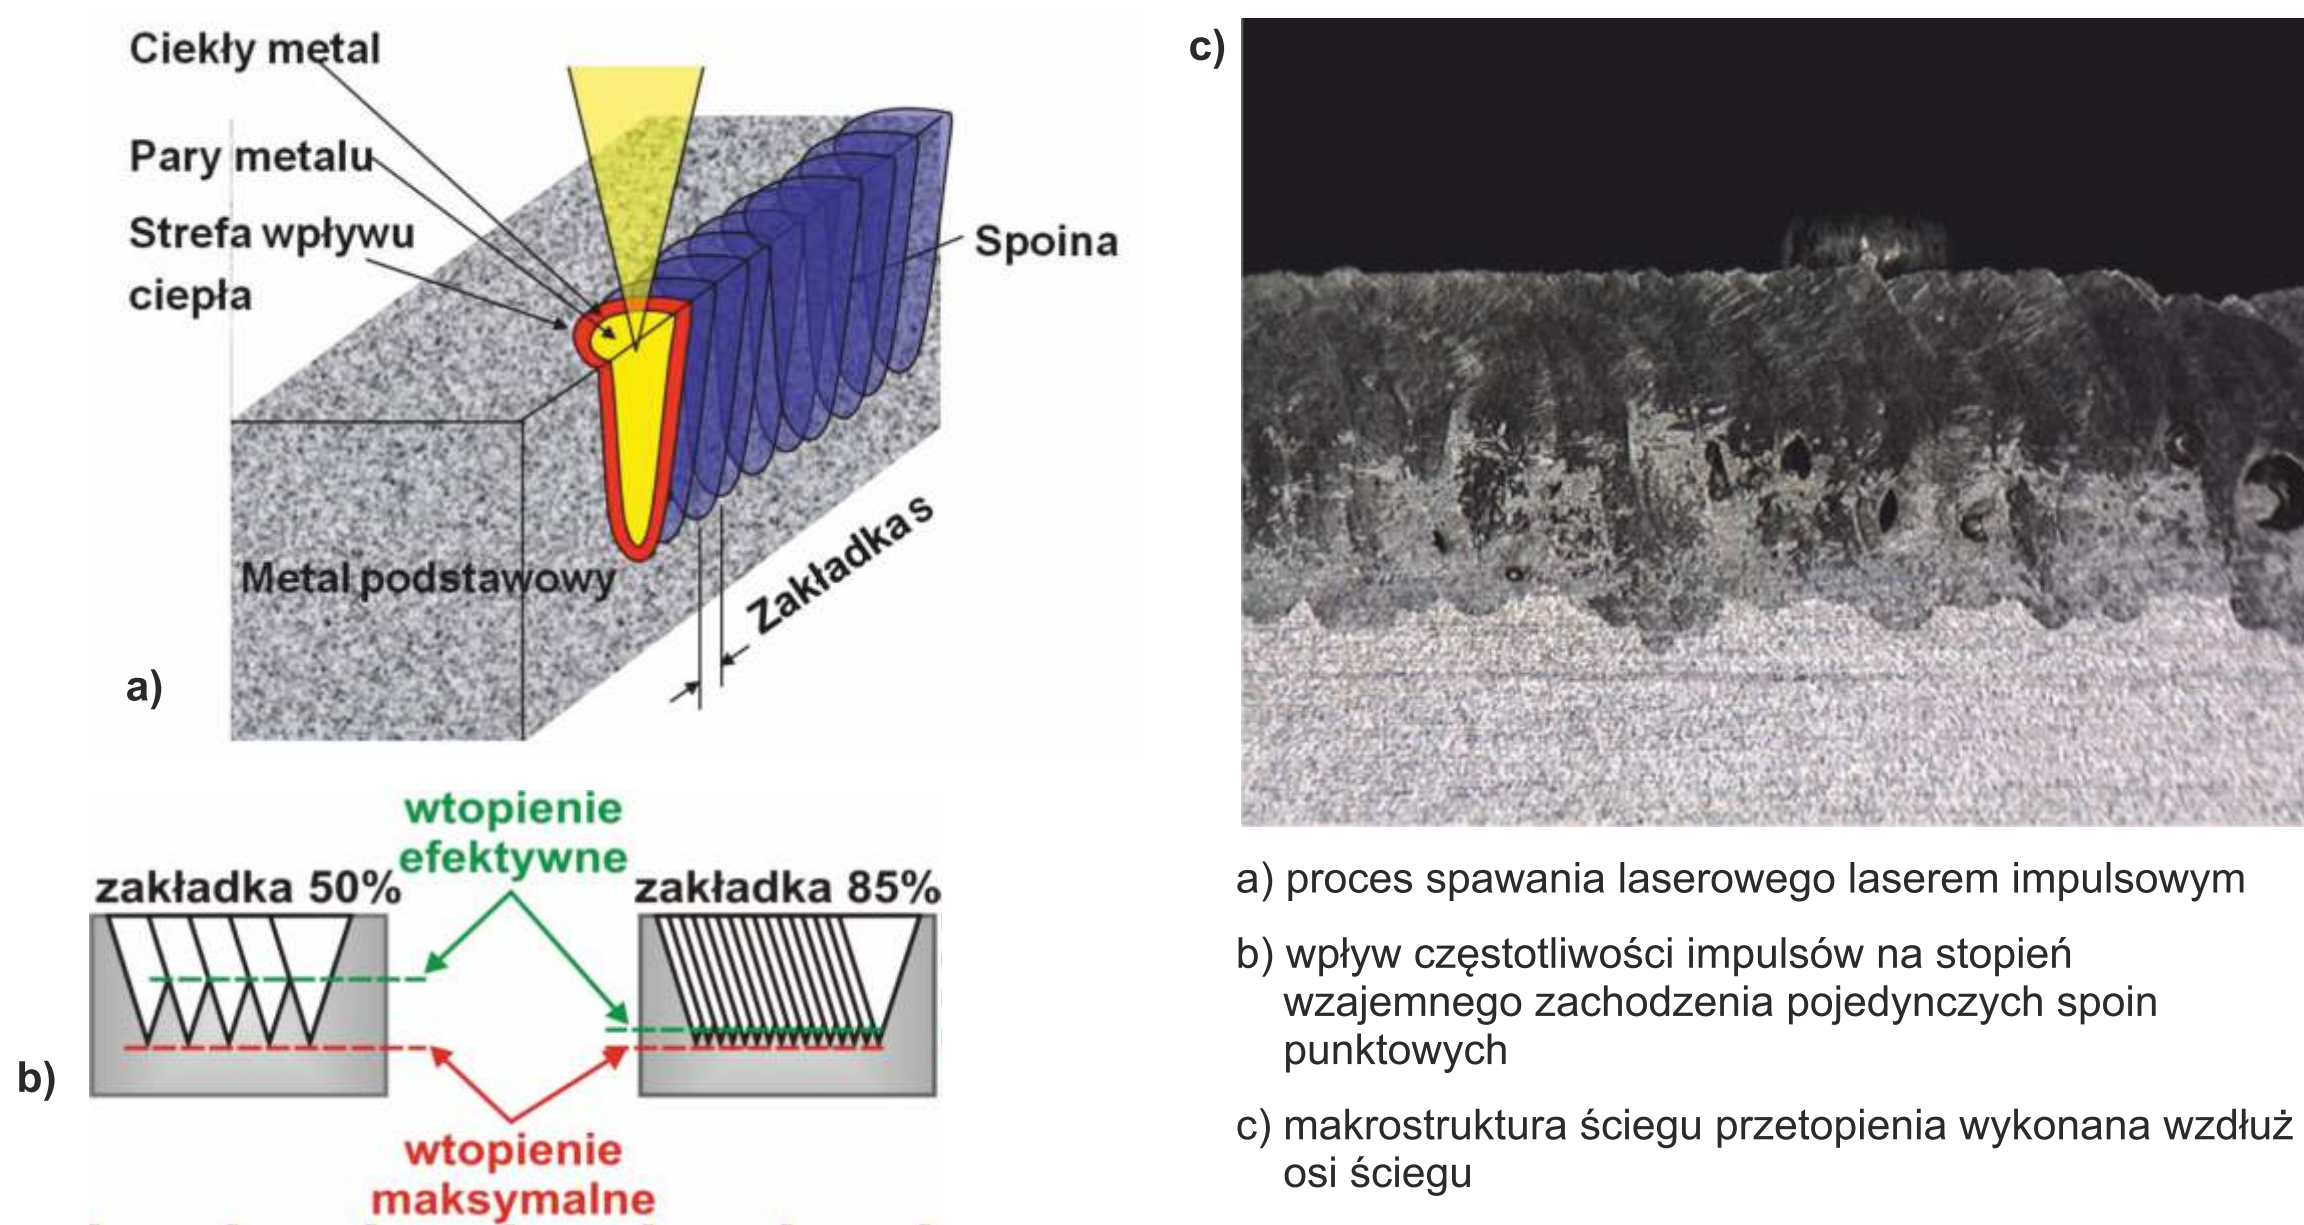 Ciekły metal
Pary metalu
Strefa wpływu
ciepła
Spoina
Metal podstawowy
Zakładka s
a)
wtopienie
efektywne
zakładka 50%
zakładka 85%
b)
wtopienie
maksymalne
c)
a) proces spawania laserowego laserem impulsowym
b) wpływ częstotliwości impulsów na stopień
wzajemnego zachodzenia pojedynczych spoin
punktowych
c) makrostruktura ściegu przetopienia wykonana wzdłuż
osi ściegu